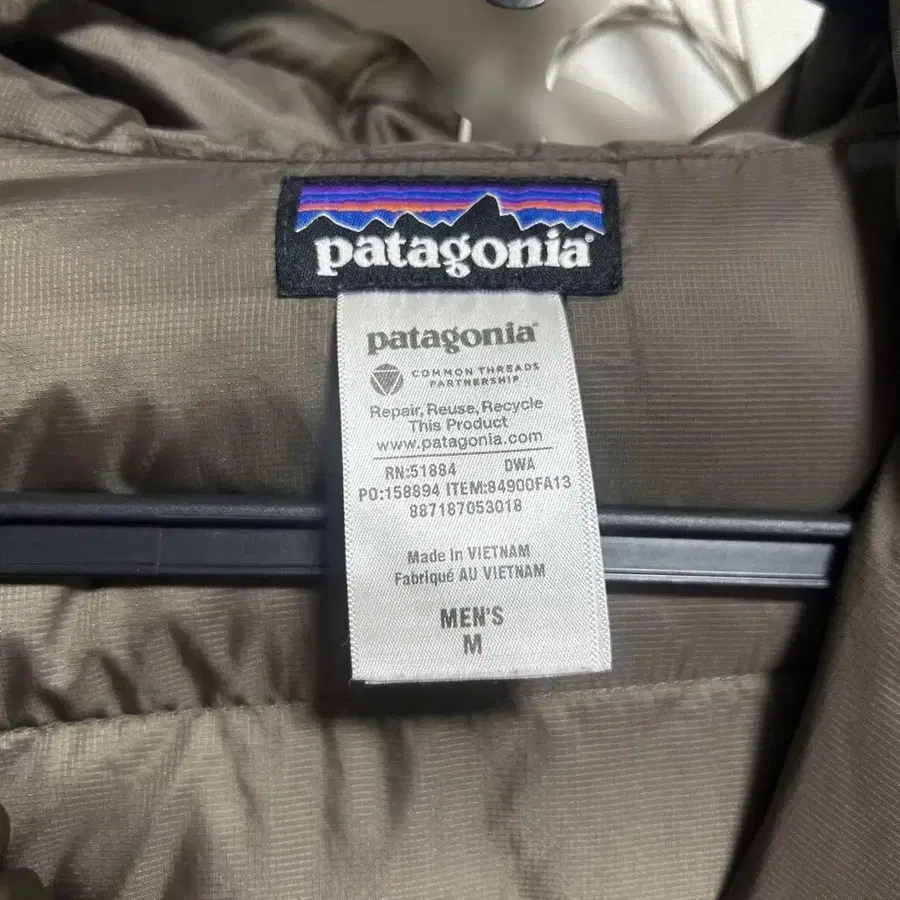 patagonia®
patagonia®
COMMON THREADS
PARTNERSHIP
Repair, Reuse, Recycle
This Product
www.patagonia.com
RN:51884 DWA
PO:158894 ITEM:84900FA13
887187053018
Made In VIETNAM
Fabriqué AU VIETNAM
MEN'S
M